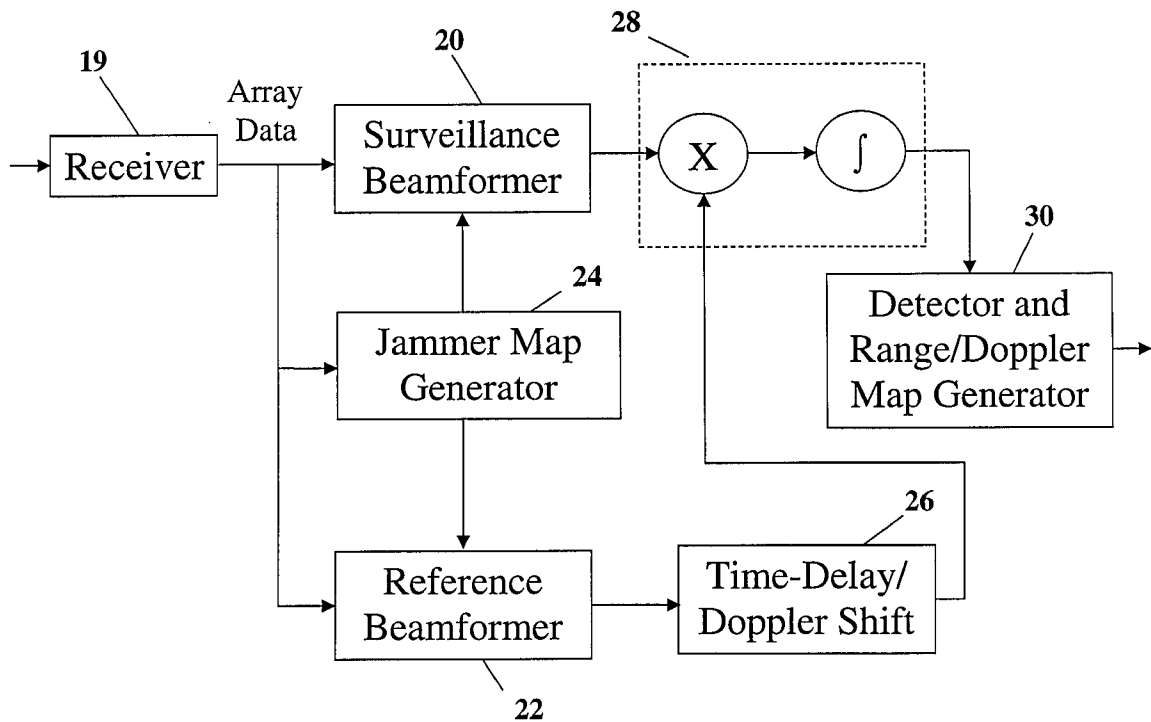 19
Receiver
Array
Data
20
Surveillance
Beamformer
28
X
∫
30
Detector and
Range/Doppler
Map Generator
24
Jammer Map
Generator
26
Time-Delay/
Doppler Shift
Reference
Beamformer
22